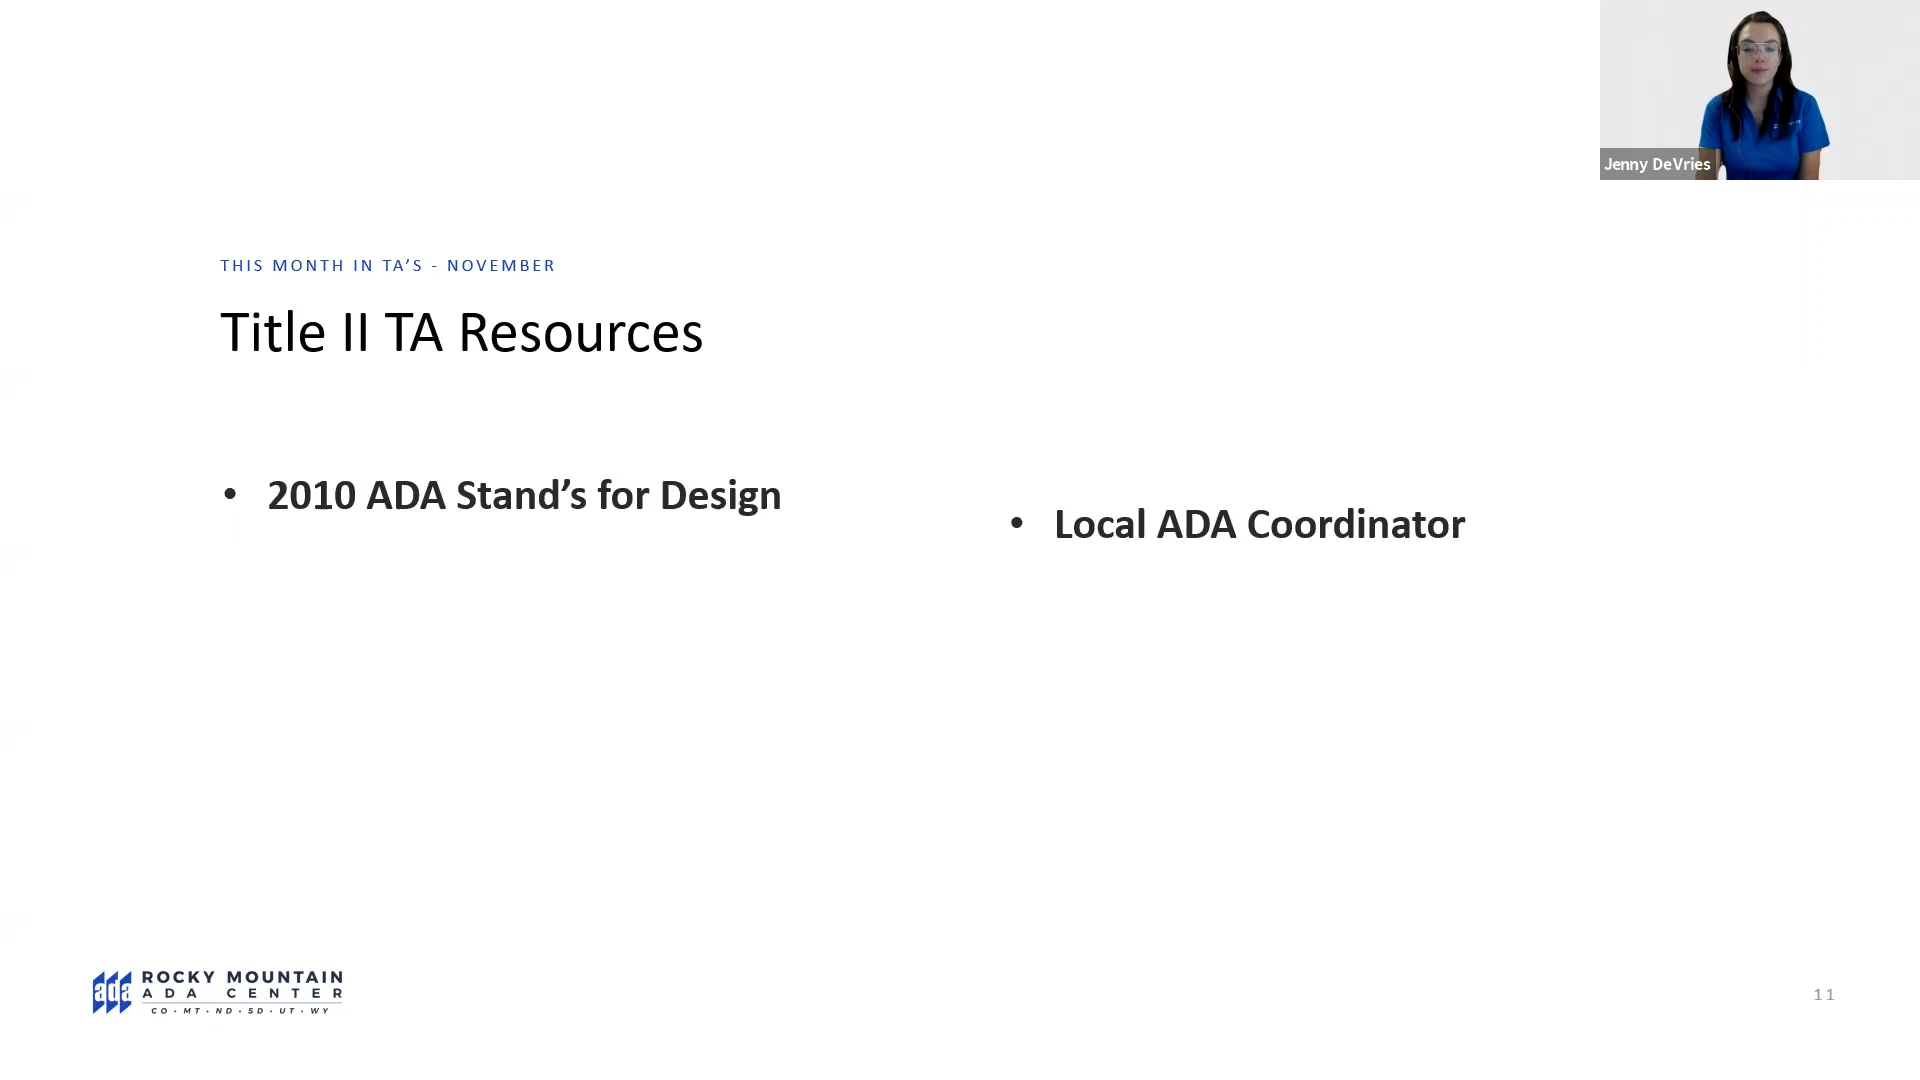 Jenny DeVries
THIS MONTH IN TA’S - NOVEMBER
Title II TA Resources
• 2010 ADA Stand’s for Design
• Local ADA Coordinator
ada
ROCKY MOUNTAIN
ADA CENTER
CO · MT · ND · SD · UT · WY
11